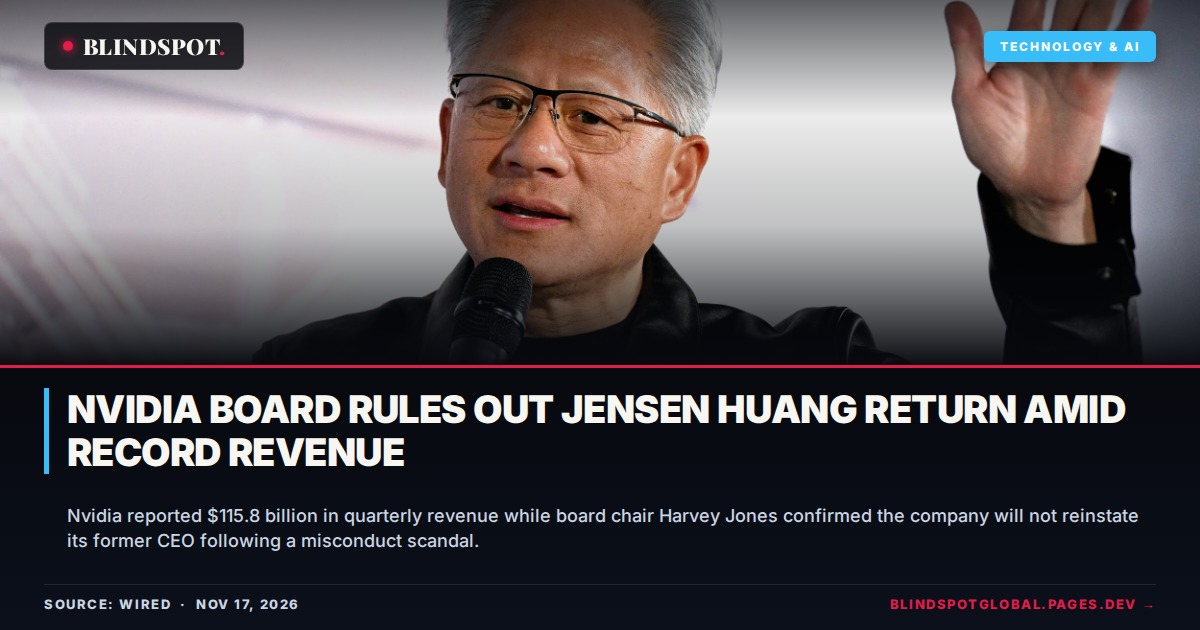 BLINDSPOT.
TECHNOLOGY & AI
NVIDIA BOARD RULES OUT JENSEN HUANG RETURN AMID
RECORD REVENUE
Nvidia reported $115.8 billion in quarterly revenue while board chair Harvey Jones confirmed the company will not reinstate
its former CEO following a misconduct scandal.
SOURCE: WIRED · NOV 17, 2026
BLINDSPOTGLOBAL.PAGES.DEV →